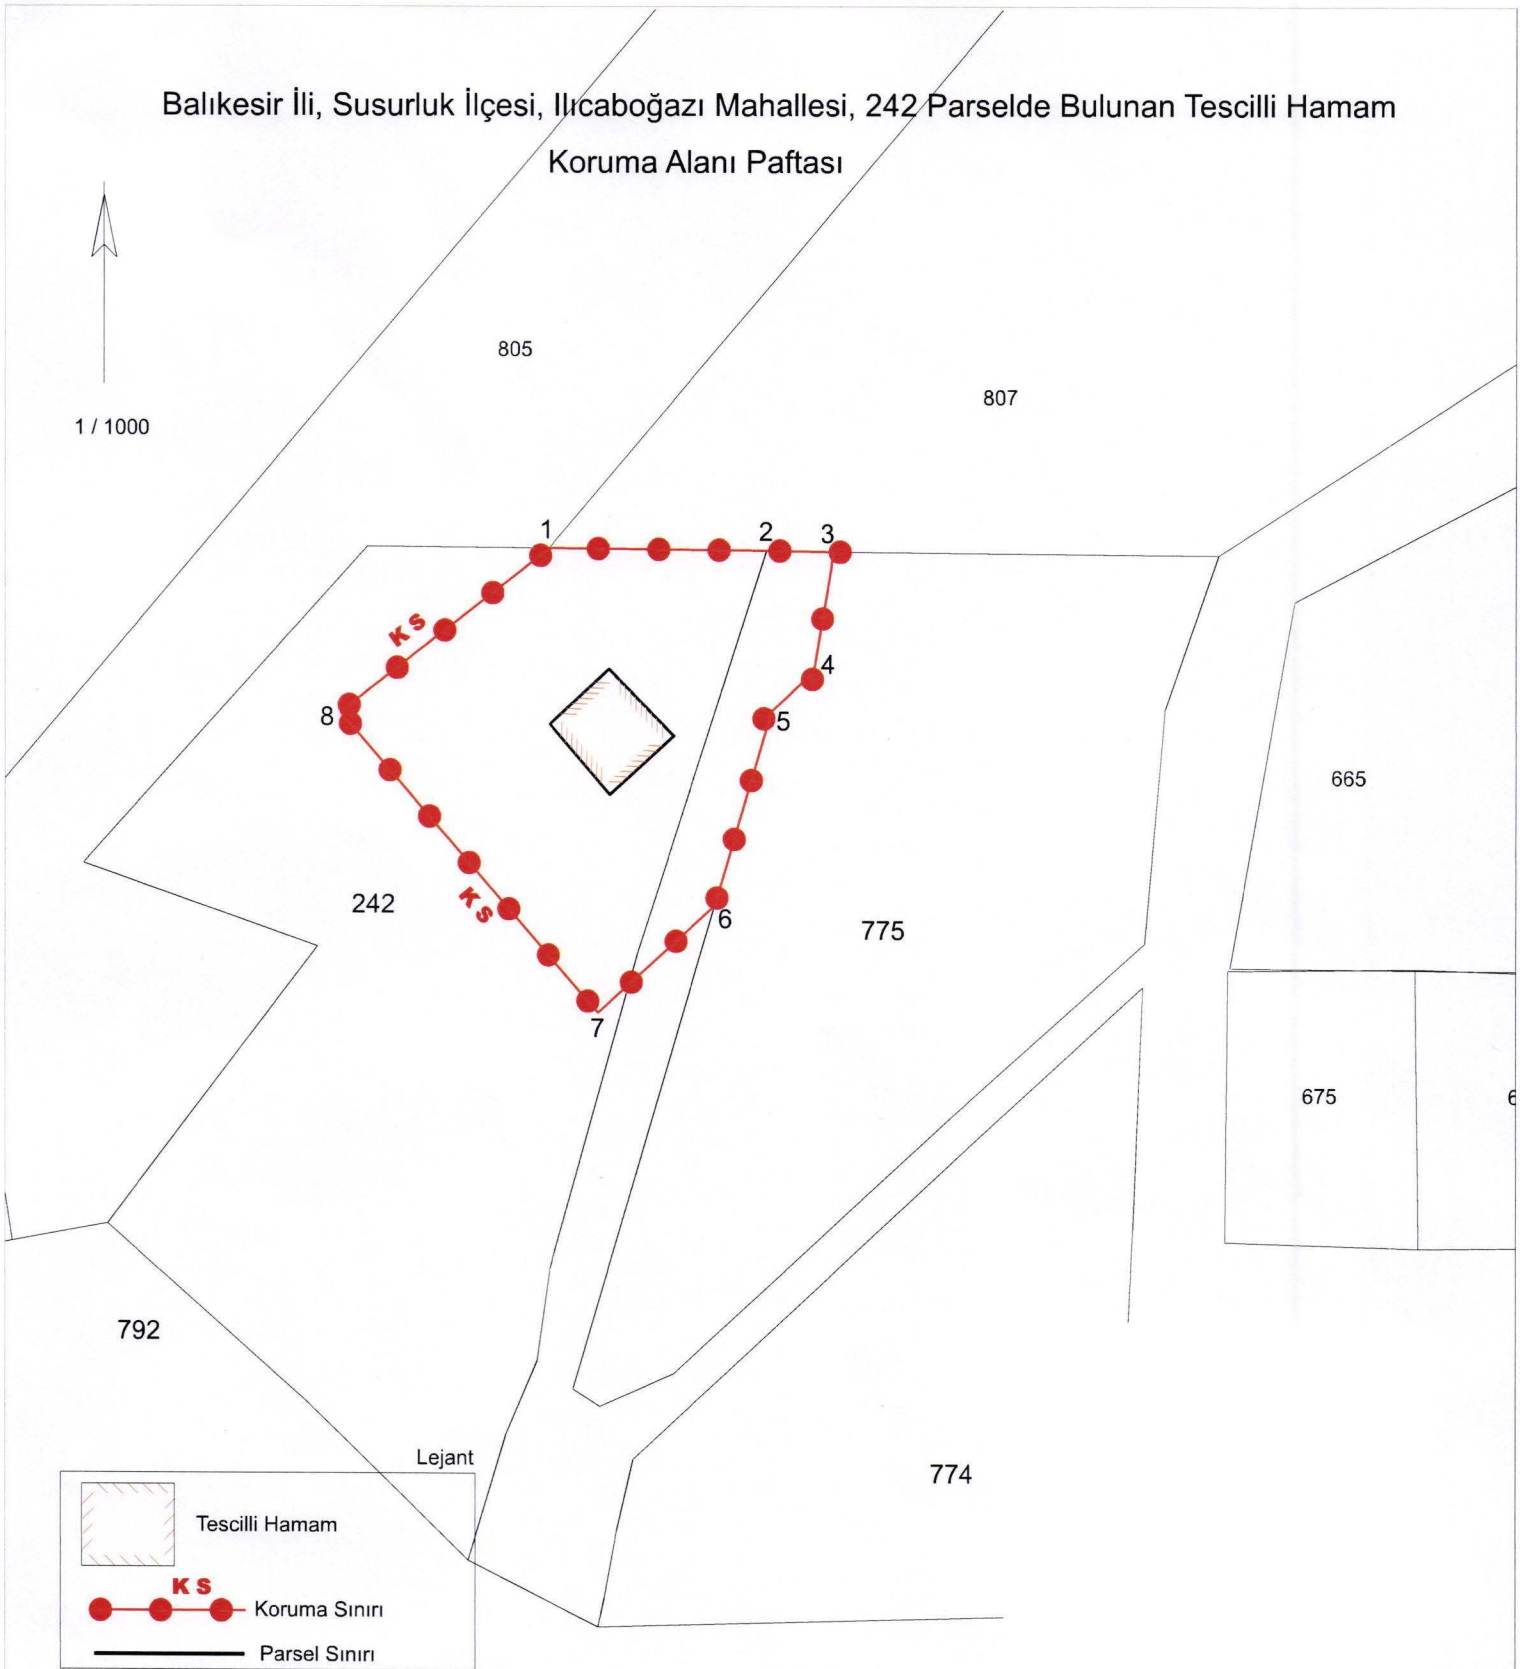 Balıkesir İli, Susurluk İlçesi, Ilıcaboğazı Mahallesi, 242 Parselde Bulunan Tescilli Hamam
Koruma Alanı Paftası
805
807
1 / 1000
1
2
3
K S
4
8
5
665
242
K S
6
775
7
675
792
Lejant
774
Tescilli Hamam
K S
Koruma Sınırı
Parsel Sınırı